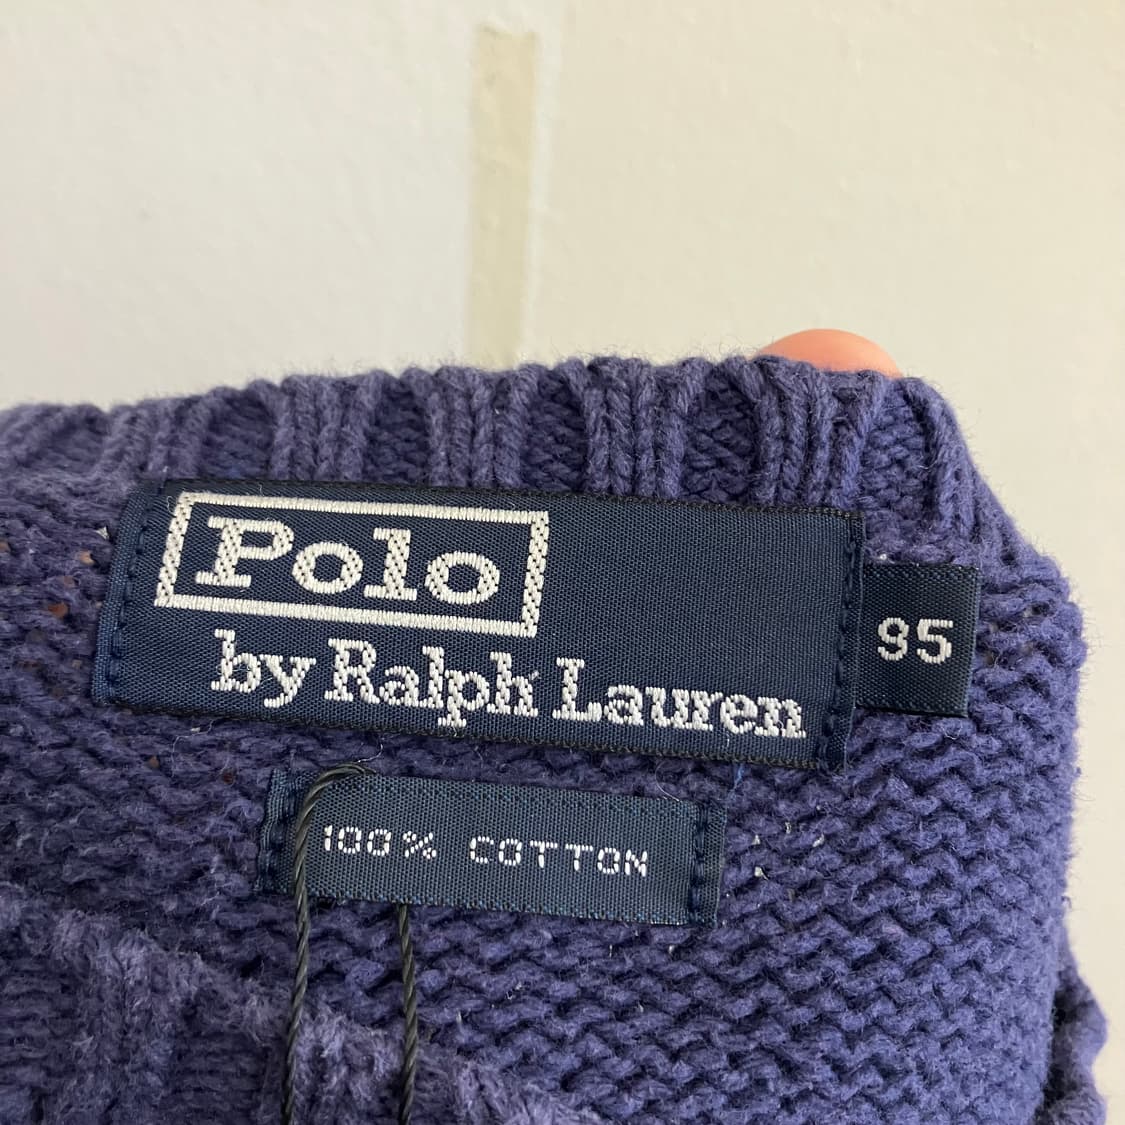 Polo
by Ralph Lauren
95
100% COTTON